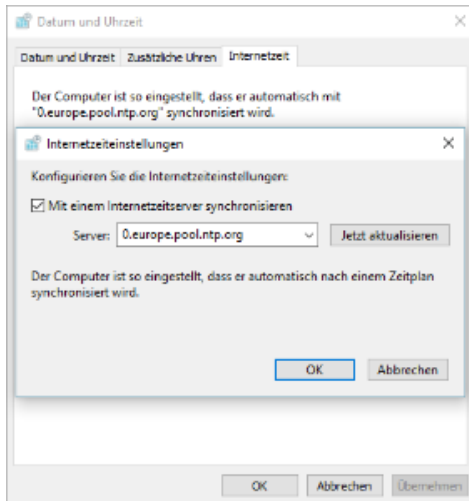 Datum und Uhrzeit
Datum und Uhrzeit Zusätzliche Uhren Internetzeit
Der Computer ist so eingestellt, dass er automatisch mit
"0.europe.pool.ntp.org" synchronisiert wird.
Internetzeiteinstellungen
Konfigurieren Sie die Internetzeiteinstellungen:
Mit einem Internetzeitserver synchronisieren
Server: 0.europe.pool.ntp.org Jetzt aktualisieren
Der Computer ist so eingestellt, dass er automatisch nach einem Zeitplan
synchronisiert wird.
OK Abbrechen
OK Abbrechen Übernehmen